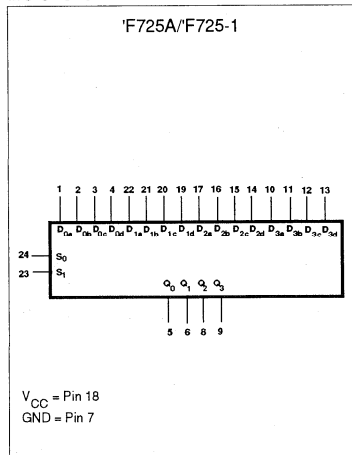 'F725A/'F725-1
1 2 3 4 22 21 20 19 17 16 15 14 10 11 12 13
D0a D0b D0c D0d D1a D1b D1c D1d D2a D2b D2c D2d D3a D3b D3c D3d
24 S0
23 S1
Q0 Q1 Q2 Q3
5 6 8 9
VCC = Pin 18
GND = Pin 7